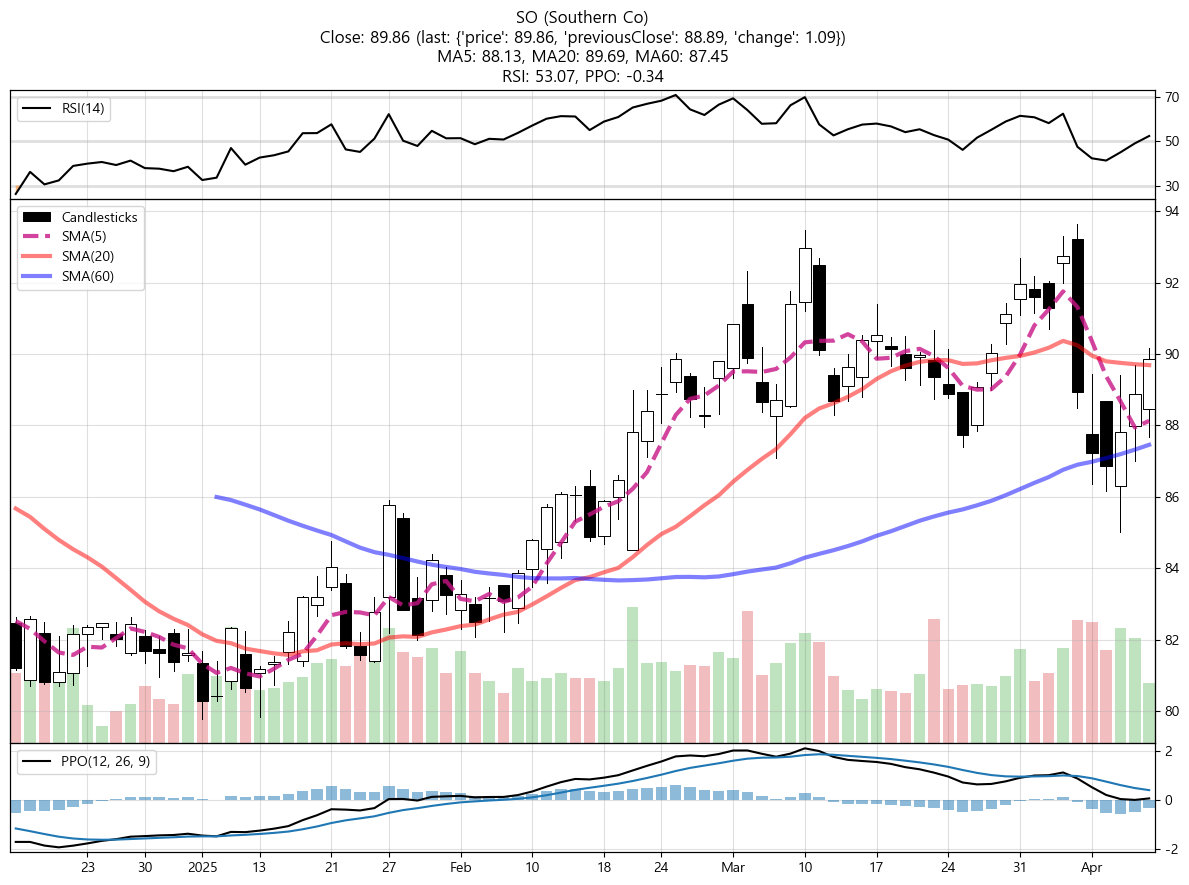 SO (Southern Co)
Close: 89.86 (last: {'price': 89.86, 'previousClose': 88.89, 'change': 1.09})
MA5: 88.13, MA20: 89.69, MA60: 87.45
RSI: 53.07, PPO: -0.34
RSI(14)
70
50
30
Candlesticks
SMA(5)
SMA(20)
SMA(60)
94
92
90
88
86
84
82
80
PPO(12, 26, 9)
2
0
-2
23 30 2025 13 21 27 Feb 10 18 24 Mar 10 17 24 31 Apr